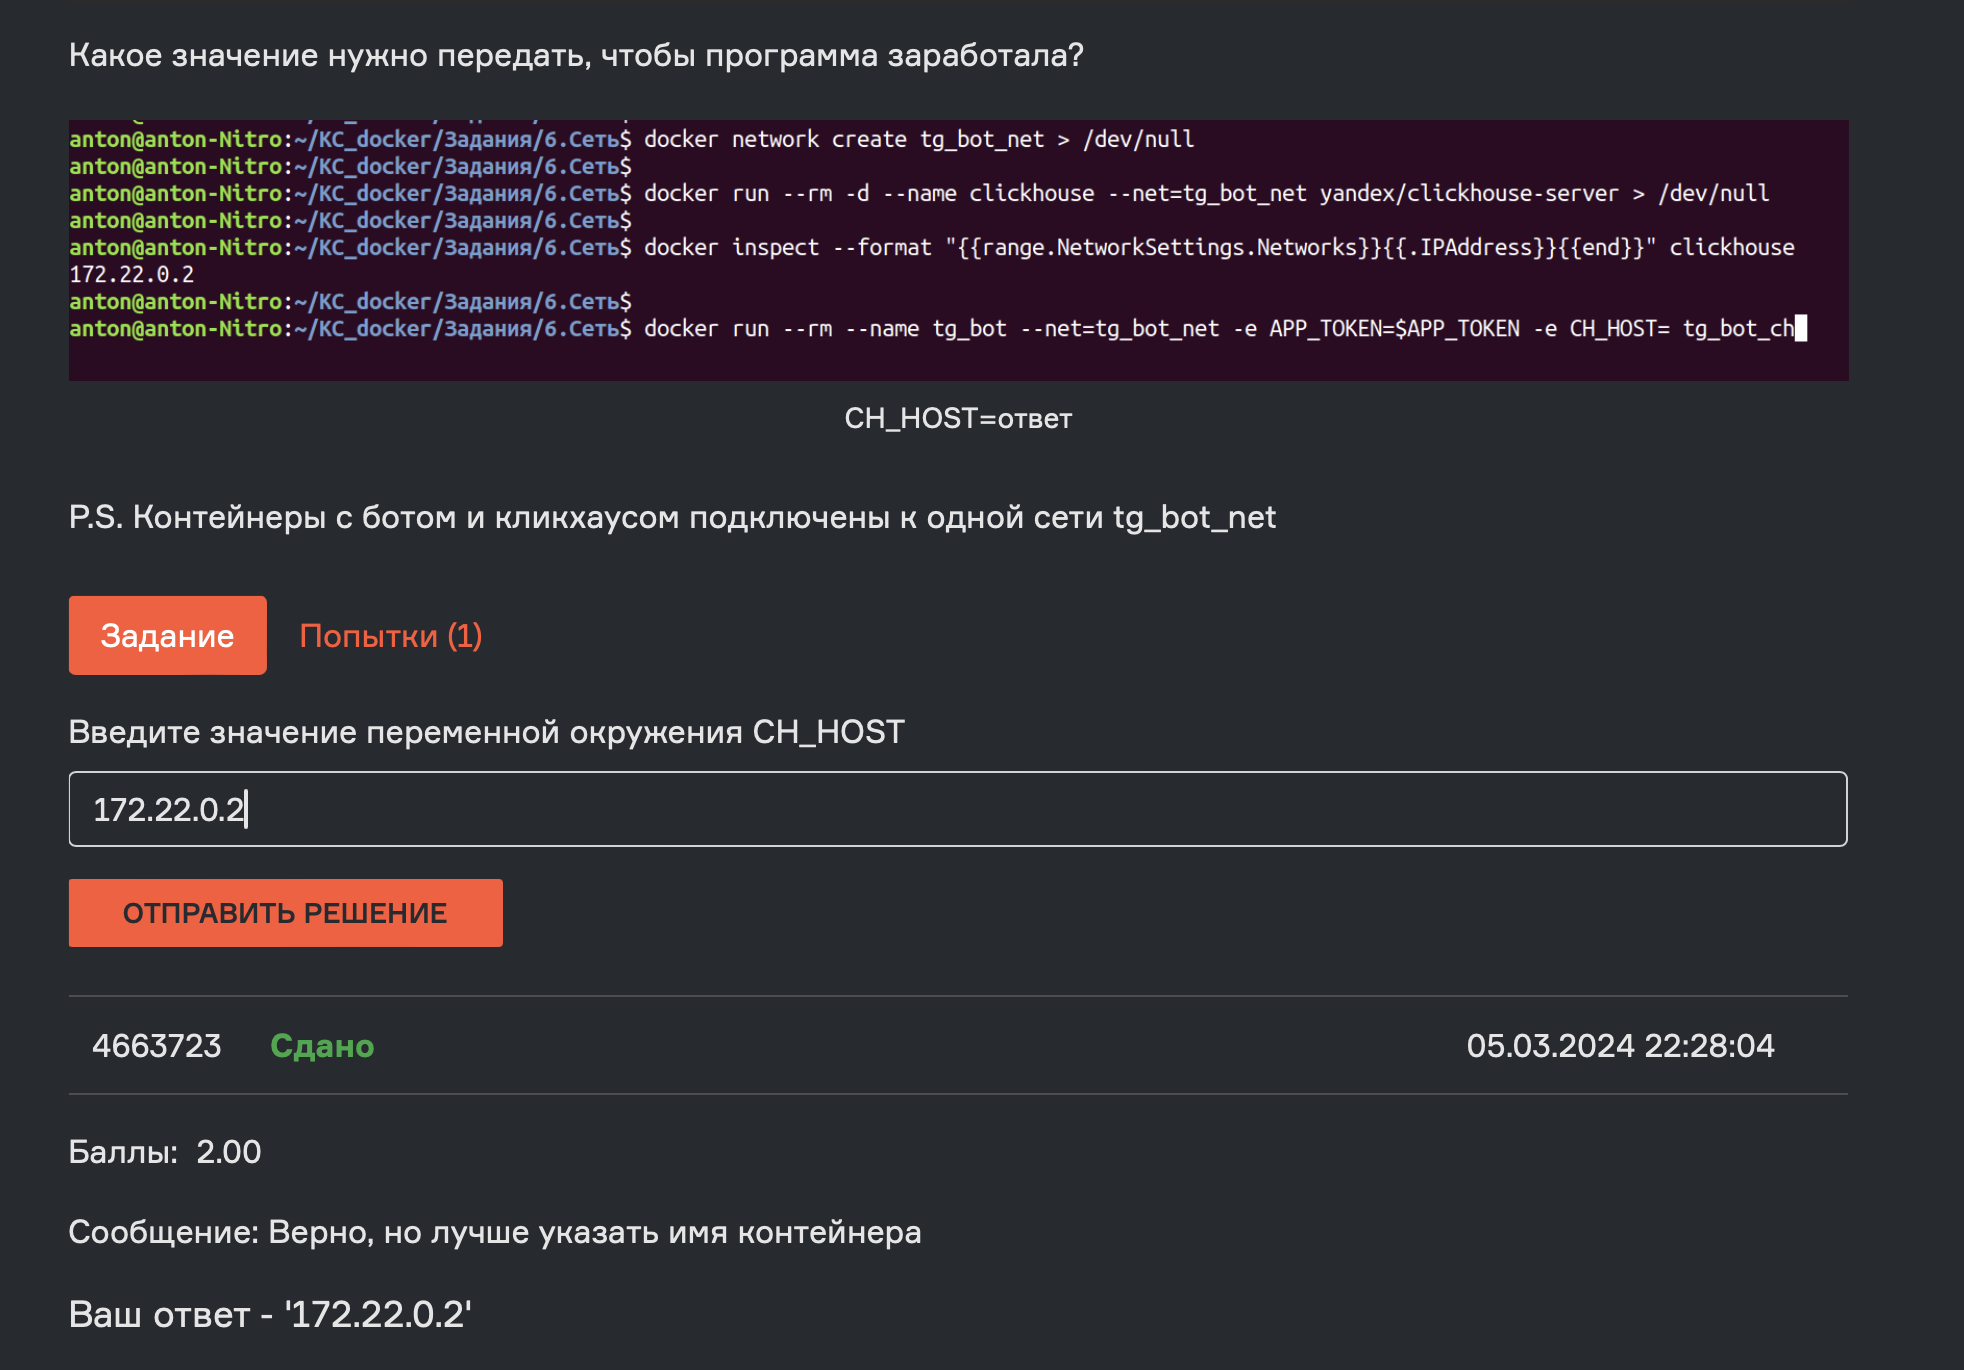 Какое значение нужно передать, чтобы программа заработала?
anton@anton-Nitro:~/KC_docker/Задания/6.Сеть$ docker network create tg_bot_net > /dev/null
anton@anton-Nitro:~/KC_docker/Задания/6.Сеть$
anton@anton-Nitro:~/KC_docker/Задания/6.Сеть$ docker run --rm -d --name clickhouse --net=tg_bot_net yandex/clickhouse-server > /dev/null
anton@anton-Nitro:~/KC_docker/Задания/6.Сеть$
anton@anton-Nitro:~/KC_docker/Задания/6.Сеть$ docker inspect --format "{{range.NetworkSettings.Networks}}{{.IPAddress}}{{end}}" clickhouse
172.22.0.2
anton@anton-Nitro:~/KC_docker/Задания/6.Сеть$
anton@anton-Nitro:~/KC_docker/Задания/6.Сеть$ docker run --rm --name tg_bot --net=tg_bot_net -e APP_TOKEN=$APP_TOKEN -e CH_HOST= tg_bot_ch
CH_HOST=ответ
P.S. Контейнеры с ботом и кликхаусом подключены к одной сети tg_bot_net
Задание Попытки (1)
Введите значение переменной окружения CH_HOST
172.22.0.2
ОТПРАВИТЬ РЕШЕНИЕ
4663723 Сдано 05.03.2024 22:28:04
Баллы: 2.00
Сообщение: Верно, но лучше указать имя контейнера
Ваш ответ - '172.22.0.2'